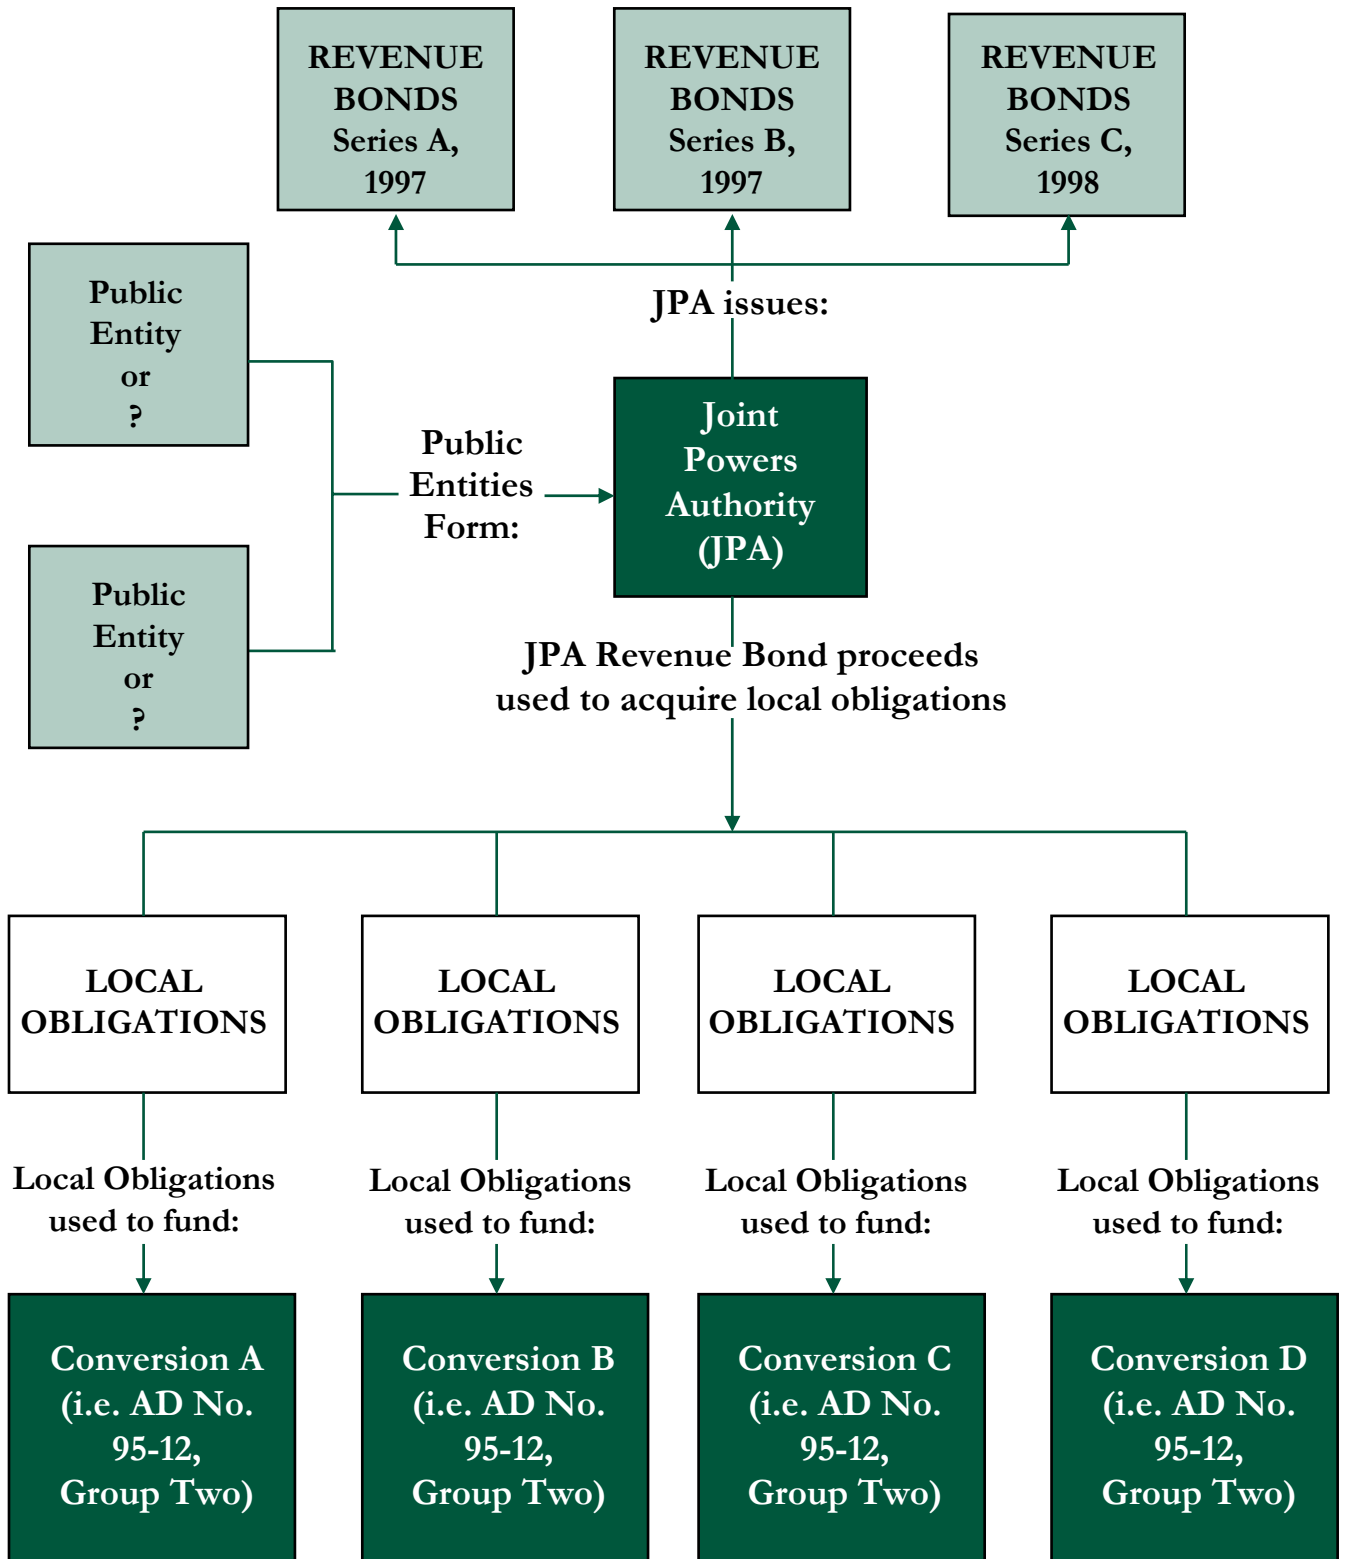 REVENUE
BONDS
Series A,
1997
REVENUE
BONDS
Series B,
1997
REVENUE
BONDS
Series C,
1998
JPA issues:
Public
Entity
or
?
Public
Entities
Form:
Joint
Powers
Authority
(JPA)
Public
Entity
or
?
JPA Revenue Bond proceeds
used to acquire local obligations
LOCAL
OBLIGATIONS
LOCAL
OBLIGATIONS
LOCAL
OBLIGATIONS
LOCAL
OBLIGATIONS
Local Obligations
used to fund:
Local Obligations
used to fund:
Local Obligations
used to fund:
Local Obligations
used to fund:
Conversion A
(i.e. AD No.
95-12,
Group Two)
Conversion B
(i.e. AD No.
95-12,
Group Two)
Conversion C
(i.e. AD No.
95-12,
Group Two)
Conversion D
(i.e. AD No.
95-12,
Group Two)